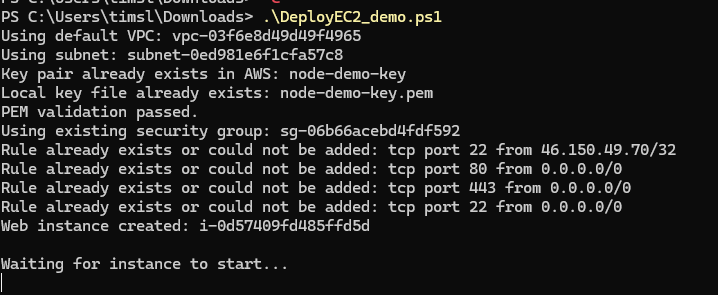 PS C:\Users\timsl\Downloads> .\DeployEC2_demo.ps1
Using default VPC: vpc-03f6e8d49d49f4965
Using subnet: subnet-0ed981e6f1cfa57c8
Key pair already exists in AWS: node-demo-key
Local key file already exists: node-demo-key.pem
PEM validation passed.
Using existing security group: sg-06b66acebd4fdf592
Rule already exists or could not be added: tcp port 22 from 46.150.49.70/32
Rule already exists or could not be added: tcp port 80 from 0.0.0.0/0
Rule already exists or could not be added: tcp port 443 from 0.0.0.0/0
Rule already exists or could not be added: tcp port 22 from 0.0.0.0/0
Web instance created: i-0d57409fd485ffd5d
Waiting for instance to start...